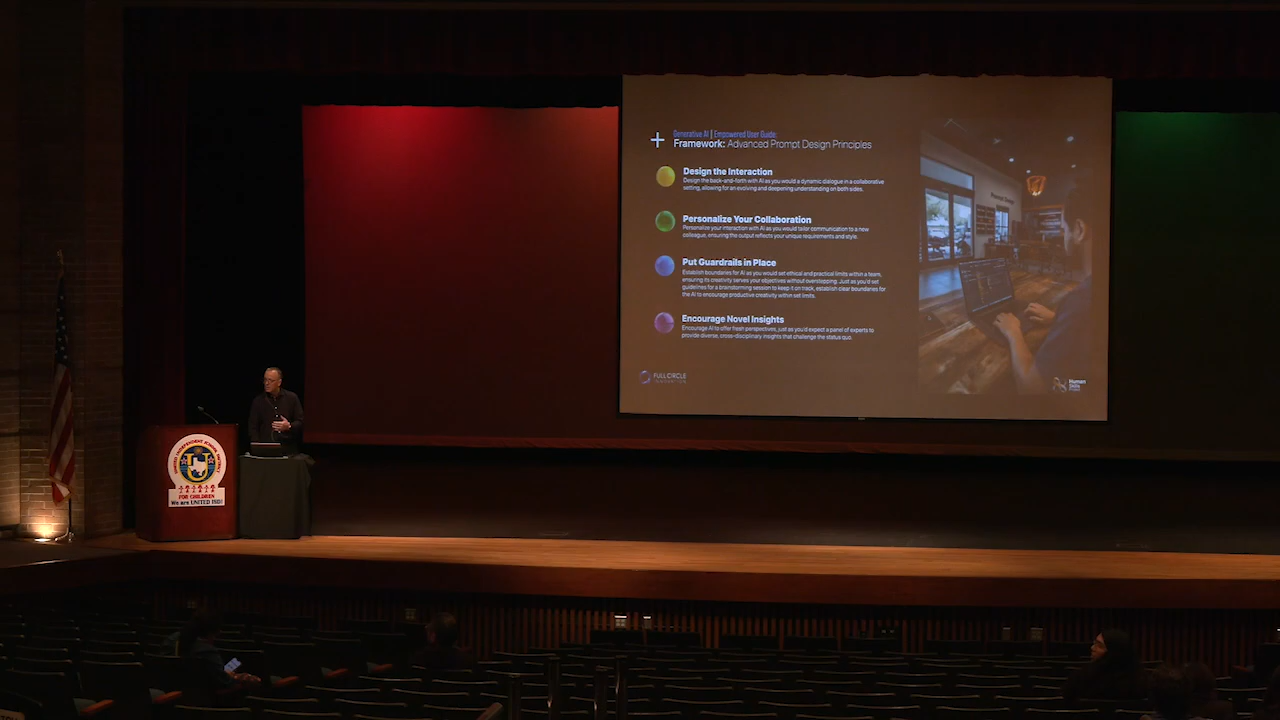 Generative AI | Empowered User Guide:
Framework: Advanced Prompt Design Principles
Design the Interaction
Design the back-and-forth with AI as you would a dynamic dialogue in a collaborative
setting, allowing for an evolving and deepening understanding on both sides.
Personalize Your Collaboration
Personalize your interaction with AI as you would tailor communication to a new
colleague, ensuring the output reflects your unique requirements and style.
Put Guardrails in Place
Establish boundaries for AI as you would set ethical and practical limits within a team,
ensuring its creativity serves your objectives without overstepping. Just as you'd set
guidelines for a brainstorming session to keep it on track, establish clear boundaries for
the AI to encourage productive creativity within set limits.
Encourage Novel Insights
Encourage AI to offer fresh perspectives, just as you'd expect a panel of experts to
provide diverse, cross-disciplinary insights that challenge the status quo.
FULL CIRCLE
INNOVATION
Human
Skills
UNITED INDEPENDENT SCHOOL DISTRICT
U
FOR CHILDREN
We are UNITED ISD!